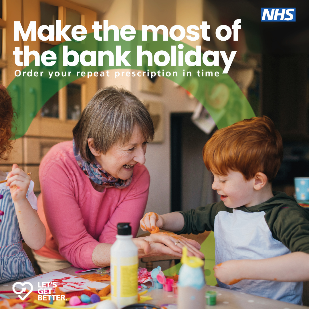 NHS
Make the most of
the bank holiday
Order your repeat prescription in time
LET'S
GET
BETTER.